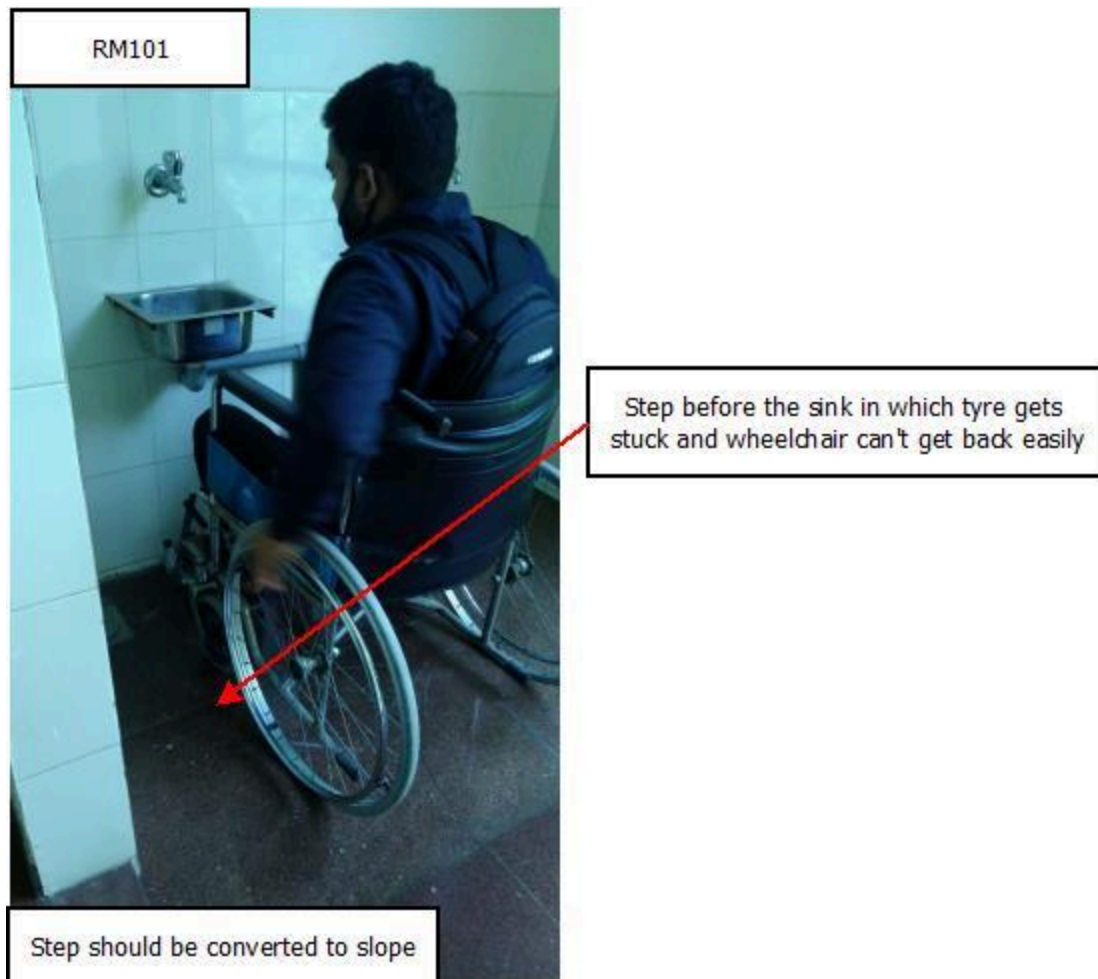 RM101
Step before the sink in which tyre gets
stuck and wheelchair can't get back easily
Step should be converted to slope